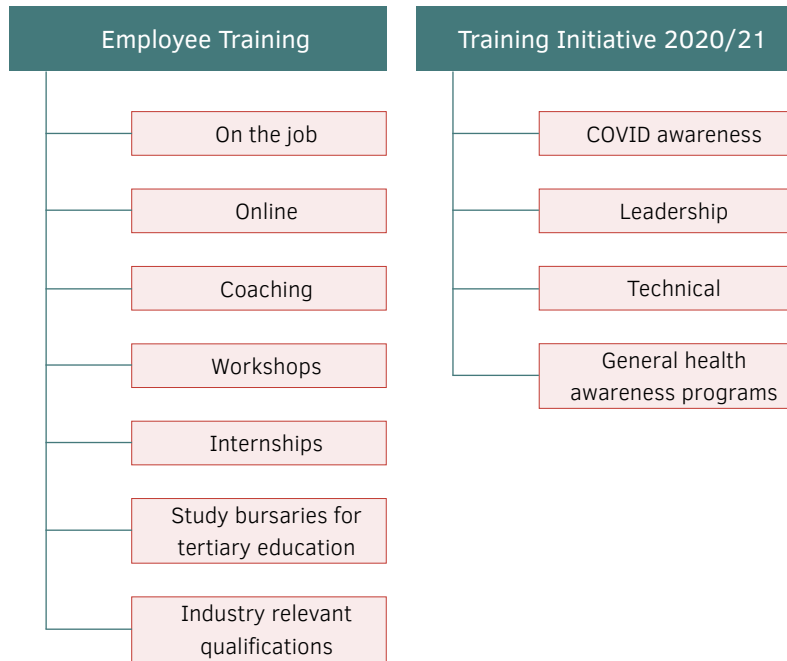 Employee Training
On the job
Online
Coaching
Workshops
Internships
Study bursaries for
tertiary education
Industry relevant
qualifications
Training Initiative 2020/21
COVID awareness
Leadership
Technical
General health
awareness programs